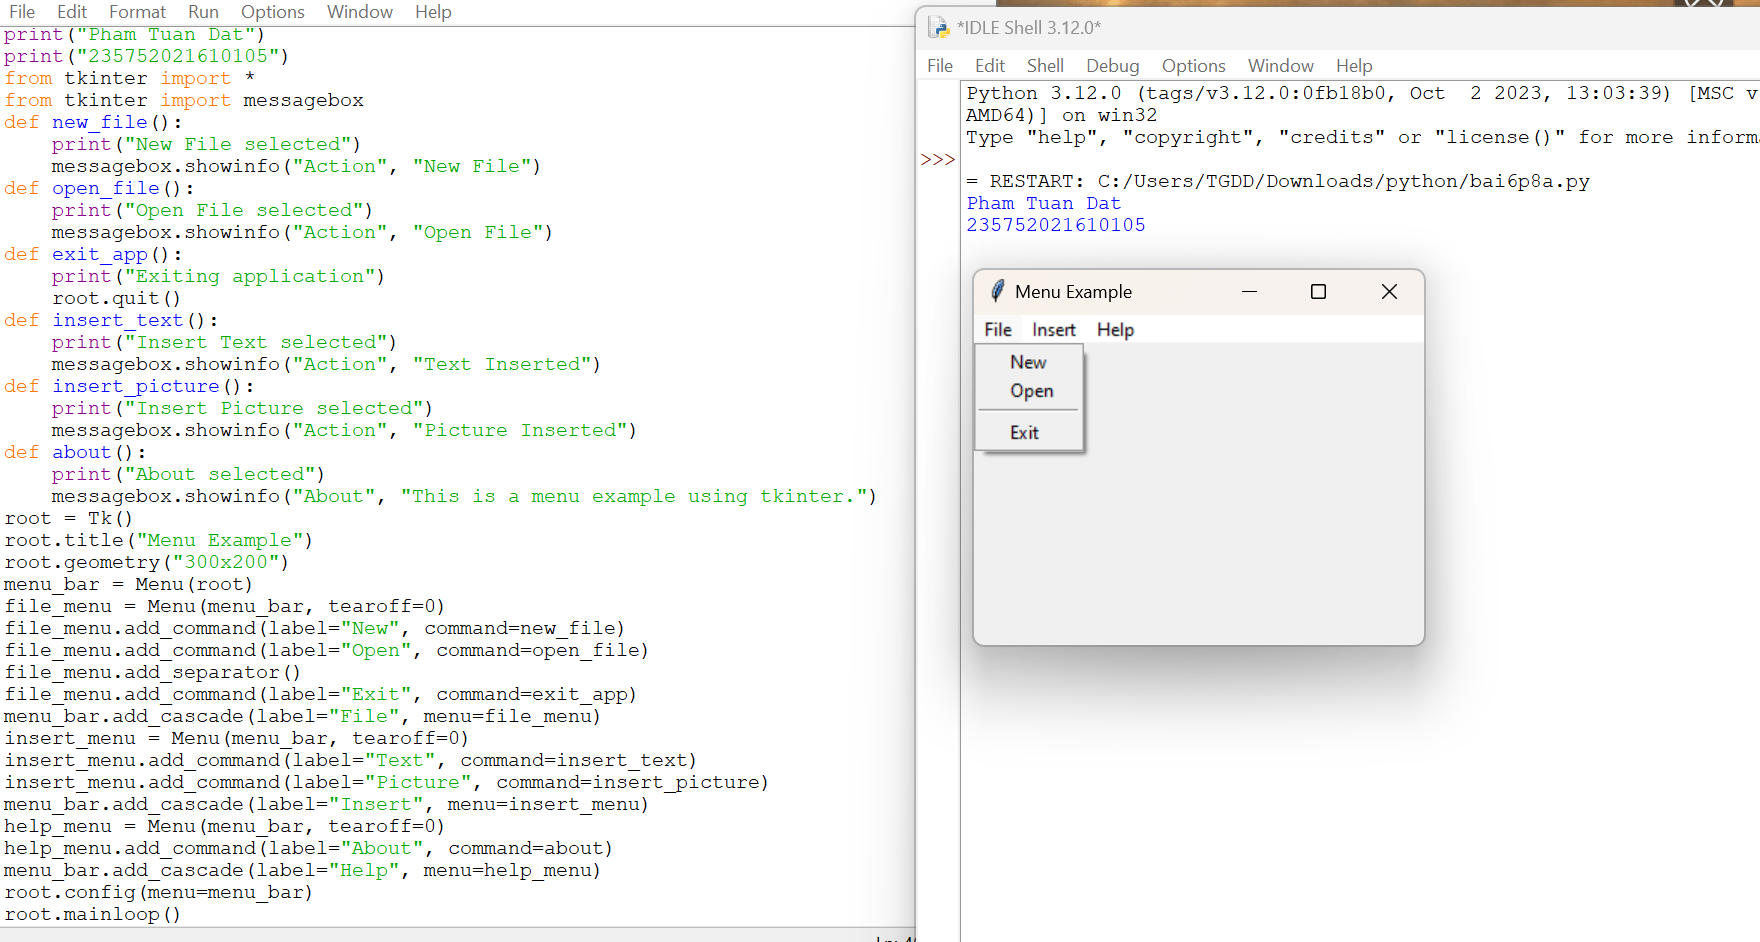 File Edit Format Run Options Window Help
print("Pham Tuan Dat")
print("235752021610105")
from tkinter import *
from tkinter import messagebox
def new_file():
    print("New File selected")
    messagebox.showinfo("Action", "New File")
def open_file():
    print("Open File selected")
    messagebox.showinfo("Action", "Open File")
def exit_app():
    print("Exiting application")
    root.quit()
def insert_text():
    print("Insert Text selected")
    messagebox.showinfo("Action", "Text Inserted")
def insert_picture():
    print("Insert Picture selected")
    messagebox.showinfo("Action", "Picture Inserted")
def about():
    print("About selected")
    messagebox.showinfo("About", "This is a menu example using tkinter.")
root = Tk()
root.title("Menu Example")
root.geometry("300x200")
menu_bar = Menu(root)
file_menu = Menu(menu_bar, tearoff=0)
file_menu.add_command(label="New", command=new_file)
file_menu.add_command(label="Open", command=open_file)
file_menu.add_separator()
file_menu.add_command(label="Exit", command=exit_app)
menu_bar.add_cascade(label="File", menu=file_menu)
insert_menu = Menu(menu_bar, tearoff=0)
insert_menu.add_command(label="Text", command=insert_text)
insert_menu.add_command(label="Picture", command=insert_picture)
menu_bar.add_cascade(label="Insert", menu=insert_menu)
help_menu = Menu(menu_bar, tearoff=0)
help_menu.add_command(label="About", command=about)
menu_bar.add_cascade(label="Help", menu=help_menu)
root.config(menu=menu_bar)
root.mainloop()
*IDLE Shell 3.12.0*
File Edit Shell Debug Options Window Help
Python 3.12.0 (tags/v3.12.0:0fb18b0, Oct  2 2023, 13:03:39) [MSC v
AMD64)] on win32
Type "help", "copyright", "credits" or "license()" for more inform
>>>
= RESTART: C:/Users/TGDD/Downloads/python/bai6p8a.py
Pham Tuan Dat
235752021610105
Menu Example
File Insert Help
New
Open
Exit